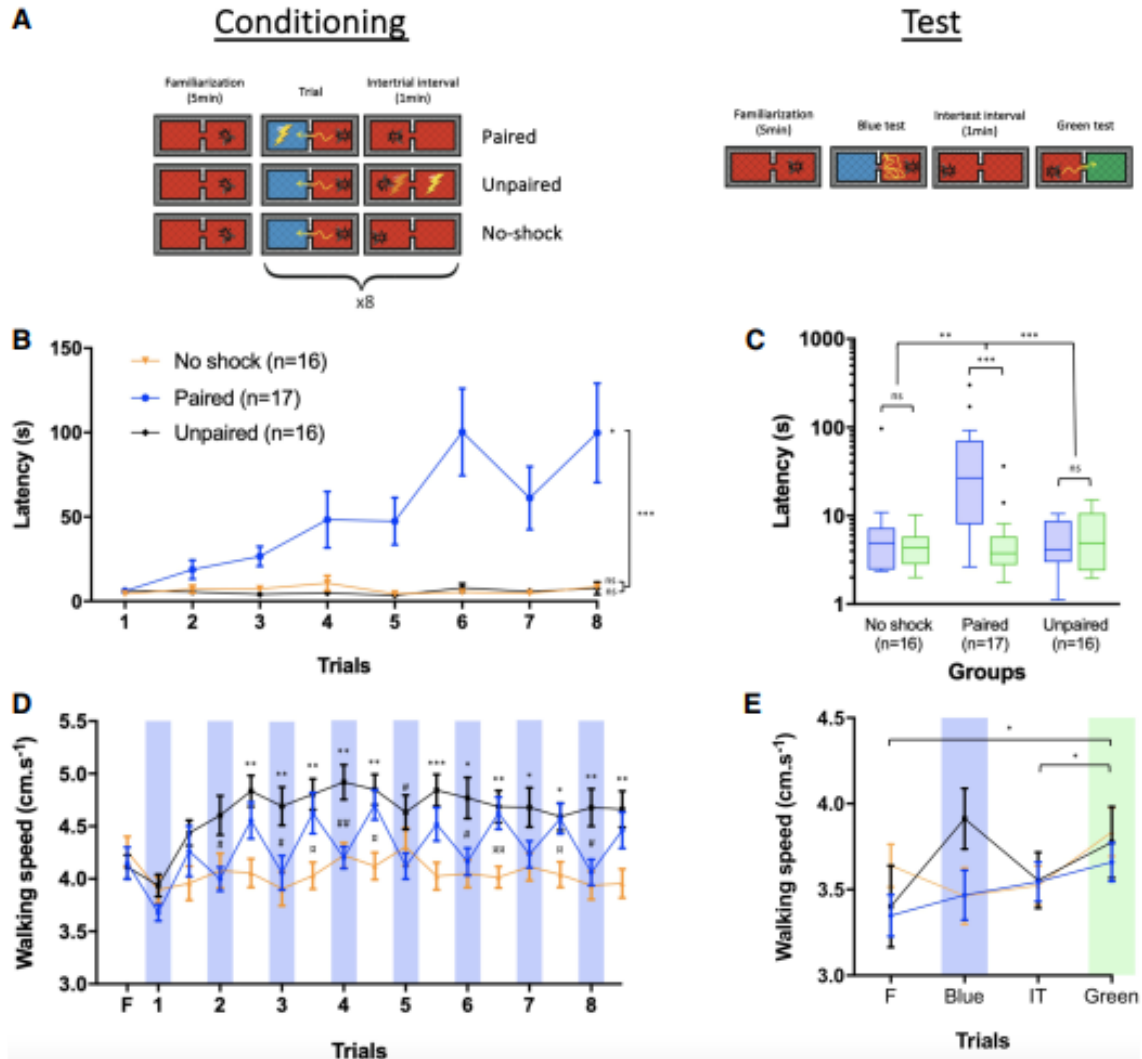 A
Conditioning
Test
Familiarization
(5min)
Trial
Intertrial interval
(1min)
Paired
Unpaired
No-shock
x8
Familiarization
(5min)
Blue test
Intertest interval
(1min)
Green test
B
150
100
50
0
Latency (s)
No shock (n=16)
Paired (n=17)
Unpaired (n=16)
*
***
ns
ns
1 2 3 4 5 6 7 8
Trials
C
1000
100
10
1
Latency (s)
** ***
***
ns
ns
No shock Paired Unpaired
(n=16) (n=17) (n=16)
Groups
D
5.5
5.0
4.5
4.0
3.5
3.0
Walking speed (cm.s⁻¹)
** ** ** ** ** *** * ** * * ** **
# # ## # # #
¤ ¤ ¤¤ ¤
F 1 2 3 4 5 6 7 8
Trials
E
4.5
4.0
3.5
3.0
Walking speed (cm.s⁻¹)
*
*
F Blue IT Green
Trials